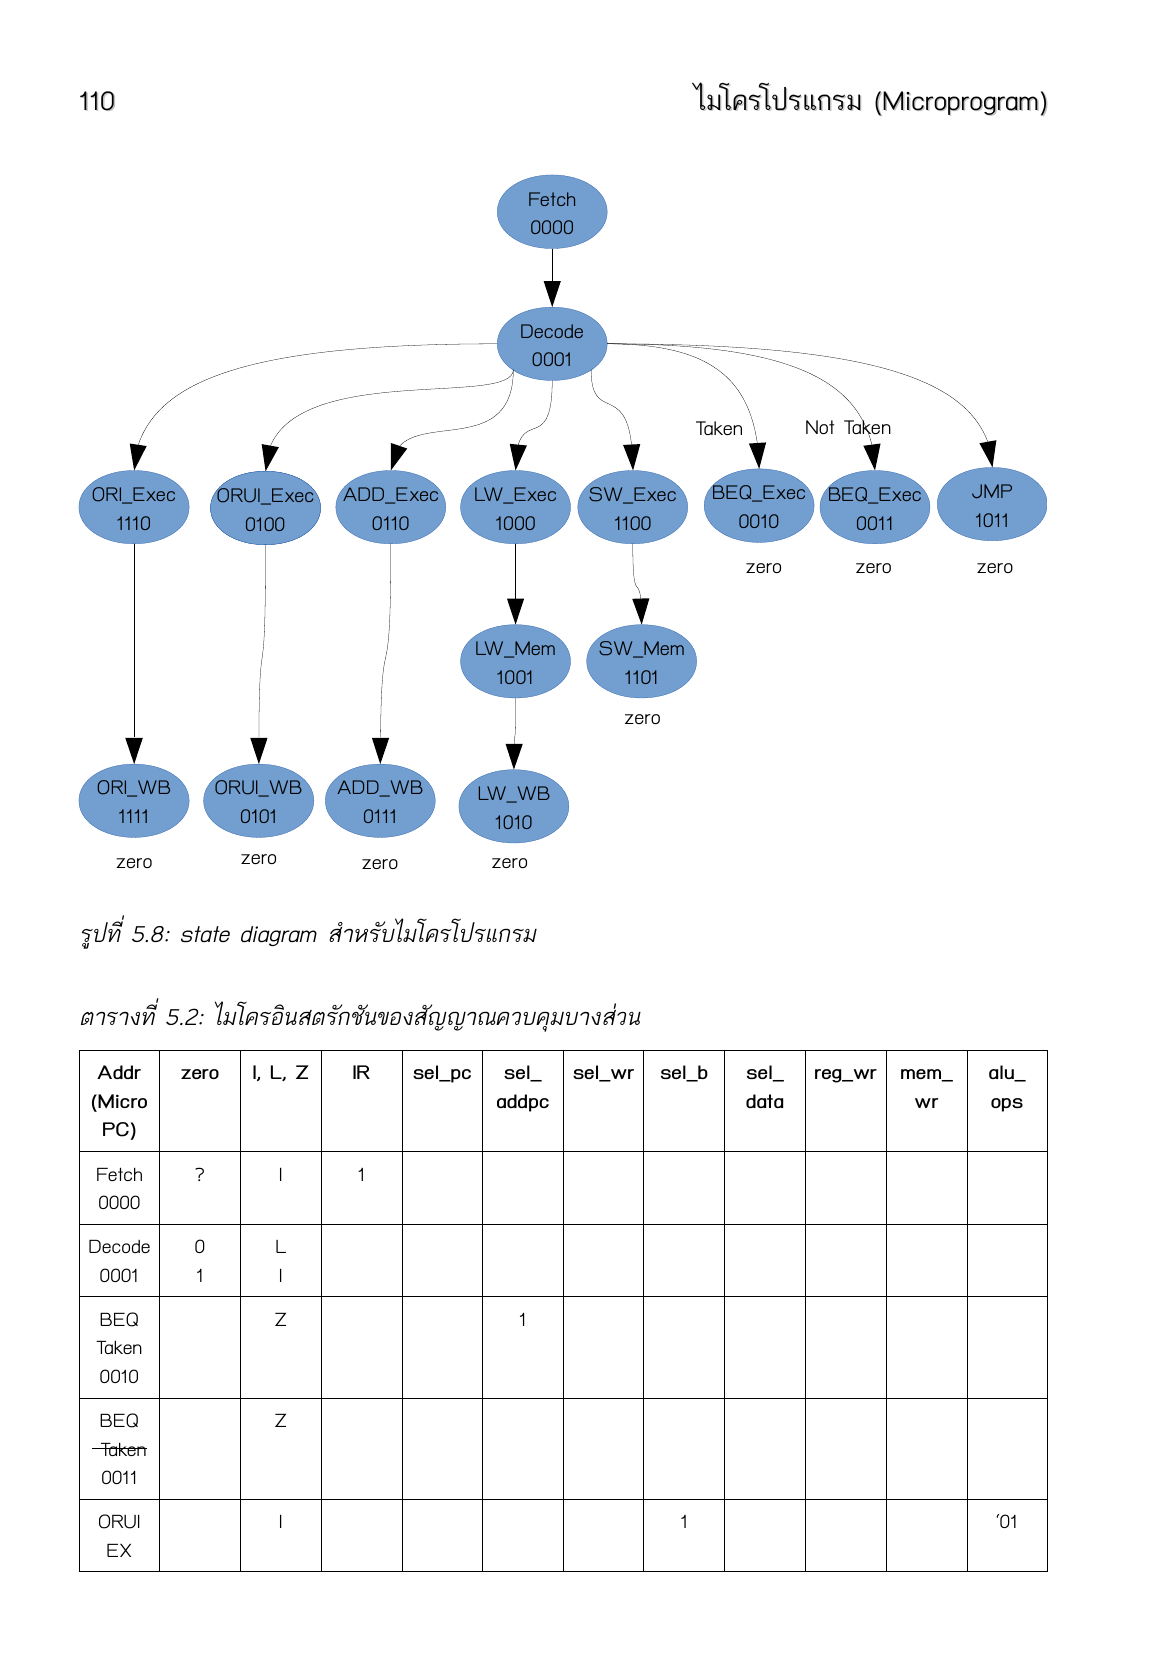 110 ไมโครโปรแกรม (Microprogram)
Fetch
0000
Decode
0001
Taken Not Taken
ORI_Exec ORUI_Exec ADD_Exec LW_Exec SW_Exec BEQ_Exec BEQ_Exec JMP
1110 0100 0110 1000 1100 0010 0011 1011
zero zero zero
LW_Mem SW_Mem
1001 1101
zero
ORI_WB ORUI_WB ADD_WB LW_WB
1111 0101 0111 1010
zero zero zero zero
รูปที่ 5.8: state diagram สำหรับไมโครโปรแกรม
ตารางที่ 5.2: ไมโครอินสตรักชันของสัญญาณควบคุมบางส่วน
Addr zero I, L, Z IR sel_pc sel_ sel_wr sel_b sel_ reg_wr mem_ alu_
(Micro addpc data wr ops
PC)
Fetch ? I 1
0000
Decode 0 L
0001 1 I
BEQ Z 1
Taken
0010
BEQ Z
Taken
0011
ORUI I 1 '01
EX